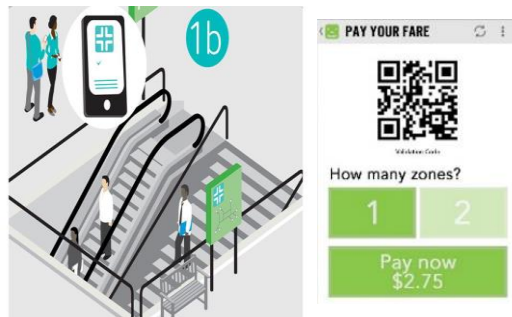 1b
PAY YOUR FARE
Validation Code
How many zones?
1
2
Pay now
$2.75